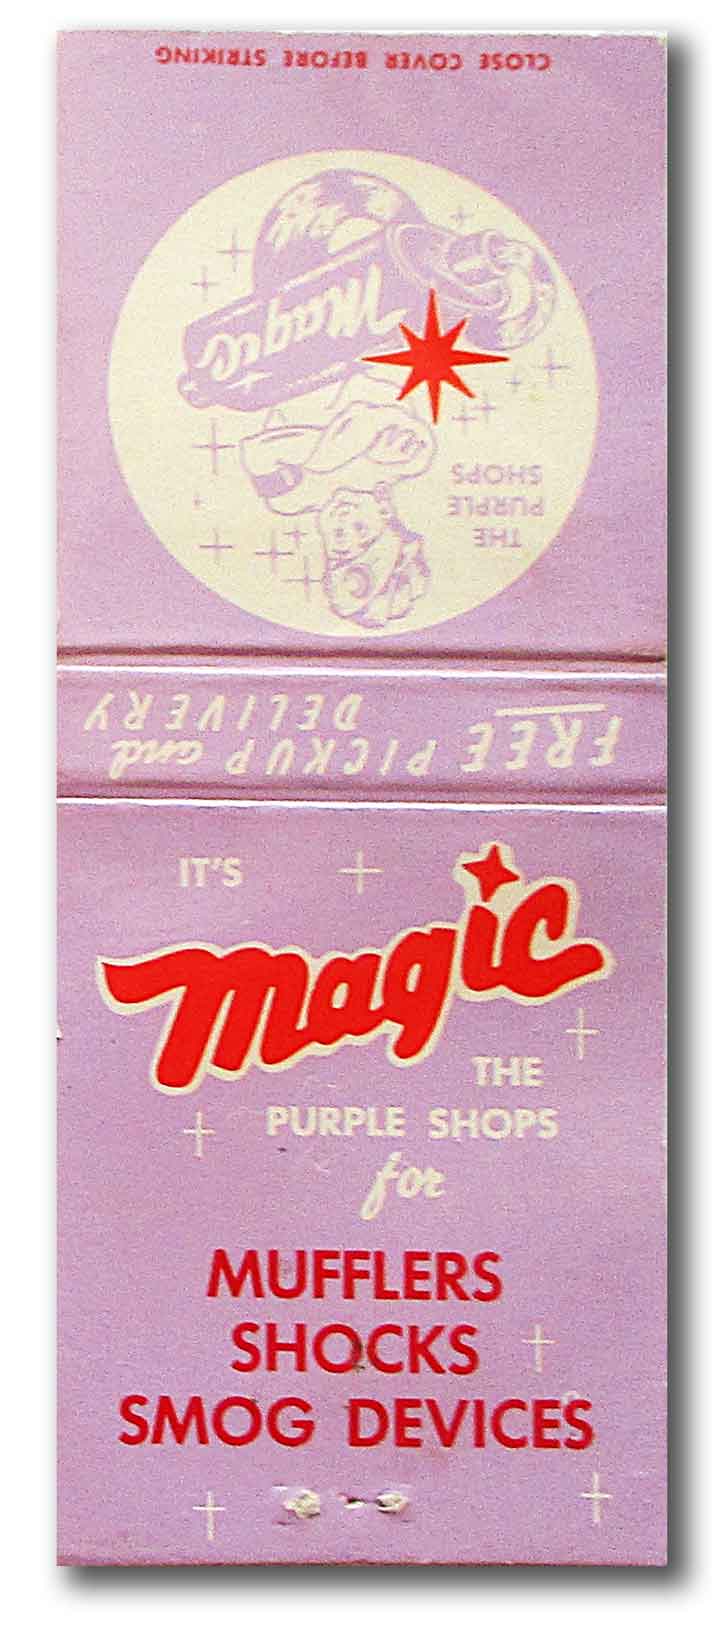 CLOSE COVER BEFORE STRIKING
Magic
THE
PURPLE
SHOPS
FREE PICKUP and
DELIVERY
IT'S
magic
THE
PURPLE SHOPS
for
MUFFLERS
SHOCKS
SMOG DEVICES